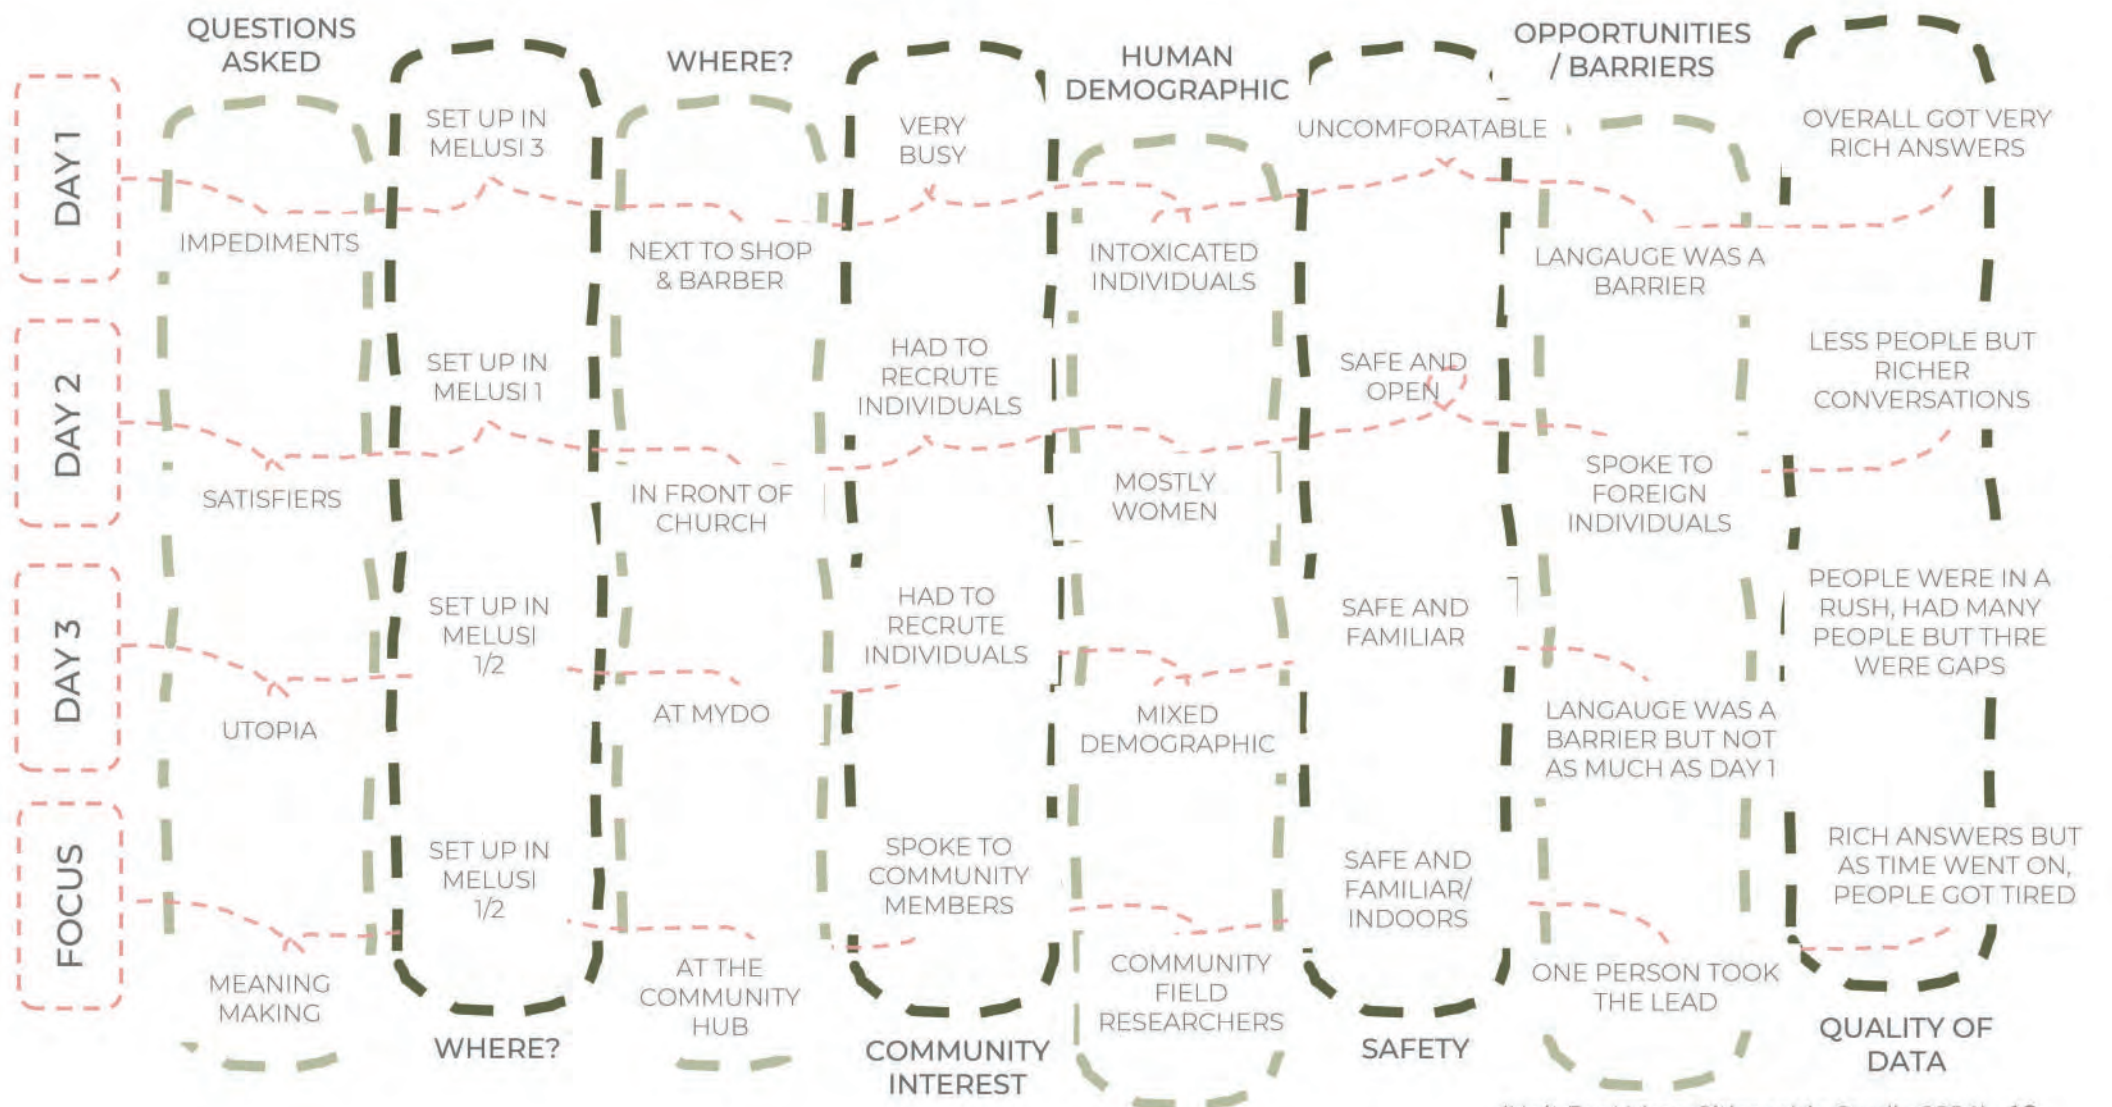 QUESTIONS
ASKED
WHERE?
HUMAN
DEMOGRAPHIC
OPPORTUNITIES
/ BARRIERS
DAY 1
IMPEDIMENTS
SET UP IN
MELUSI 3
NEXT TO SHOP
& BARBER
VERY
BUSY
INTOXICATED
INDIVIDUALS
UNCOMFORATABLE
LANGAUGE WAS A
BARRIER
OVERALL GOT VERY
RICH ANSWERS
DAY 2
SATISFIERS
SET UP IN
MELUSI 1
IN FRONT OF
CHURCH
HAD TO
RECRUTE
INDIVIDUALS
MOSTLY
WOMEN
SAFE AND
OPEN
SPOKE TO
FOREIGN
INDIVIDUALS
LESS PEOPLE BUT
RICHER
CONVERSATIONS
DAY 3
UTOPIA
SET UP IN
MELUSI
1/2
AT MYDO
HAD TO
RECRUTE
INDIVIDUALS
MIXED
DEMOGRAPHIC
SAFE AND
FAMILIAR
LANGAUGE WAS A
BARRIER BUT NOT
AS MUCH AS DAY 1
PEOPLE WERE IN A
RUSH, HAD MANY
PEOPLE BUT THRE
WERE GAPS
FOCUS
MEANING
MAKING
SET UP IN
MELUSI
1/2
AT THE
COMMUNITY
HUB
SPOKE TO
COMMUNITY
MEMBERS
COMMUNITY
FIELD
RESEARCHERS
SAFE AND
FAMILIAR/
INDOORS
ONE PERSON TOOK
THE LEAD
RICH ANSWERS BUT
AS TIME WENT ON,
PEOPLE GOT TIRED
WHERE?
COMMUNITY
INTEREST
SAFETY
QUALITY OF
DATA